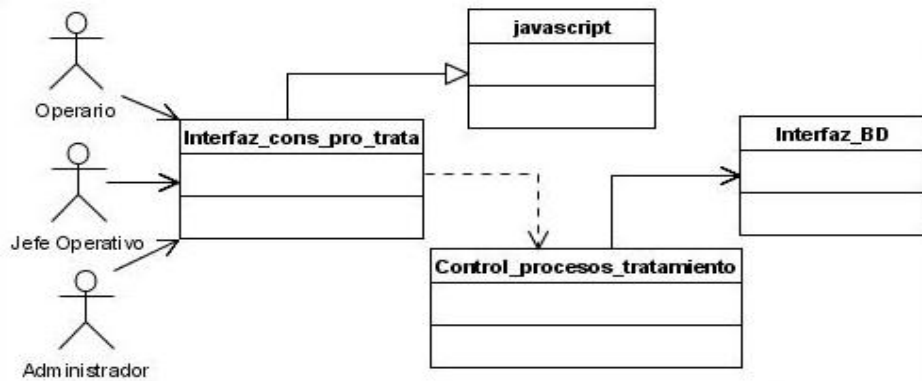 javascript
Operario
Interfaz_cons_pro_trata
Interfaz_BD
Jefe Operativo
Control_procesos_tratamiento
Administrador